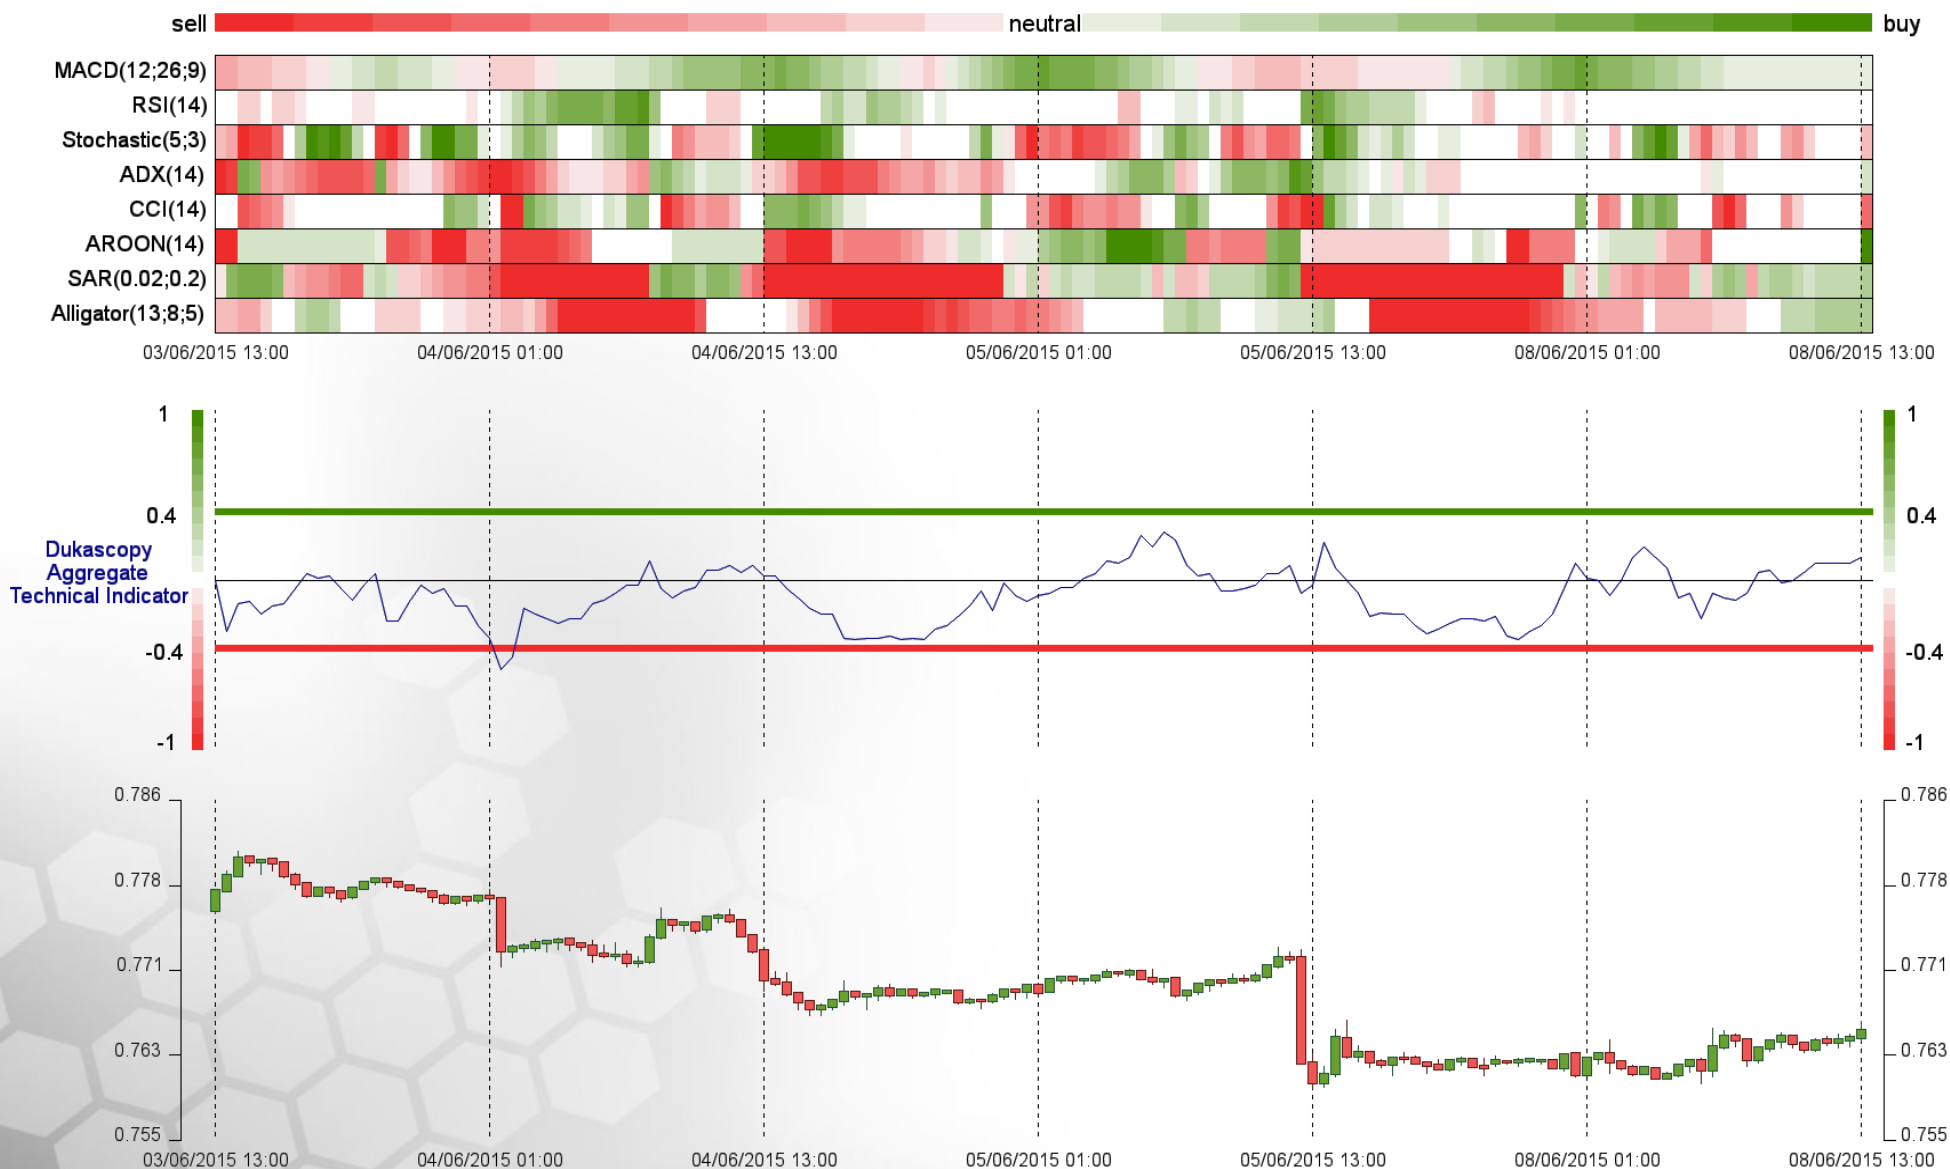 sell neutral buy
MACD(12;26;9)
RSI(14)
Stochastic(5;3)
ADX(14)
CCI(14)
AROON(14)
SAR(0.02;0.2)
Alligator(13;8;5)
03/06/2015 13:00 04/06/2015 01:00 04/06/2015 13:00 05/06/2015 01:00 05/06/2015 13:00 08/06/2015 01:00 08/06/2015 13:00
1 1
0.4 0.4
Dukascopy
Aggregate
Technical Indicator
-0.4 -0.4
-1 -1
0.786 0.786
0.778 0.778
0.771 0.771
0.763 0.763
0.755 0.755
03/06/2015 13:00 04/06/2015 01:00 04/06/2015 13:00 05/06/2015 01:00 05/06/2015 13:00 08/06/2015 01:00 08/06/2015 13:00